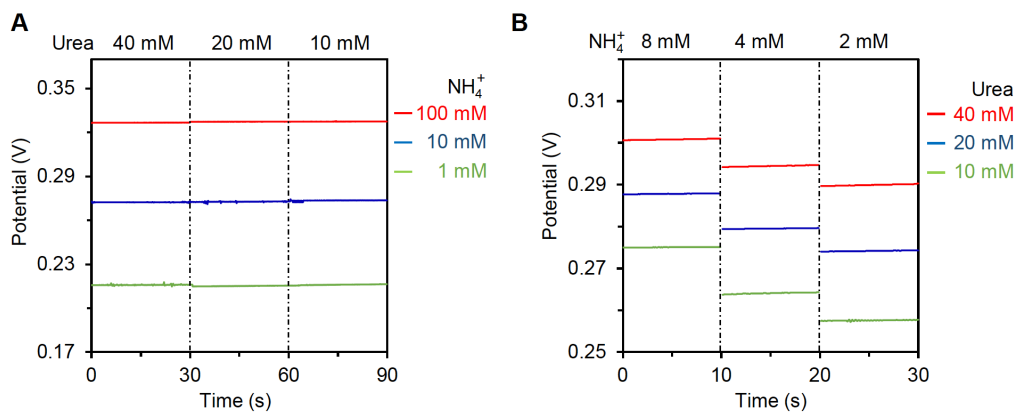 A
Urea 40 mM 20 mM 10 mM
NH₄⁺
100 mM
10 mM
1 mM
Potential (V)
0.35
0.29
0.23
0.17
0 30 60 90
Time (s)
B
NH₄⁺ 8 mM 4 mM 2 mM
Urea
40 mM
20 mM
10 mM
Potential (V)
0.31
0.29
0.27
0.25
0 10 20 30
Time (s)